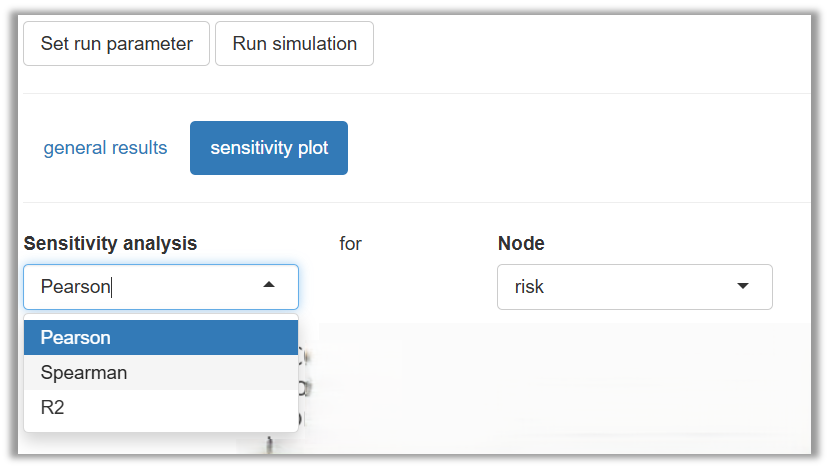 Set run parameter Run simulation
general results sensitivity plot
Sensitivity analysis for Node
Pearson risk
Pearson
Spearman
R2